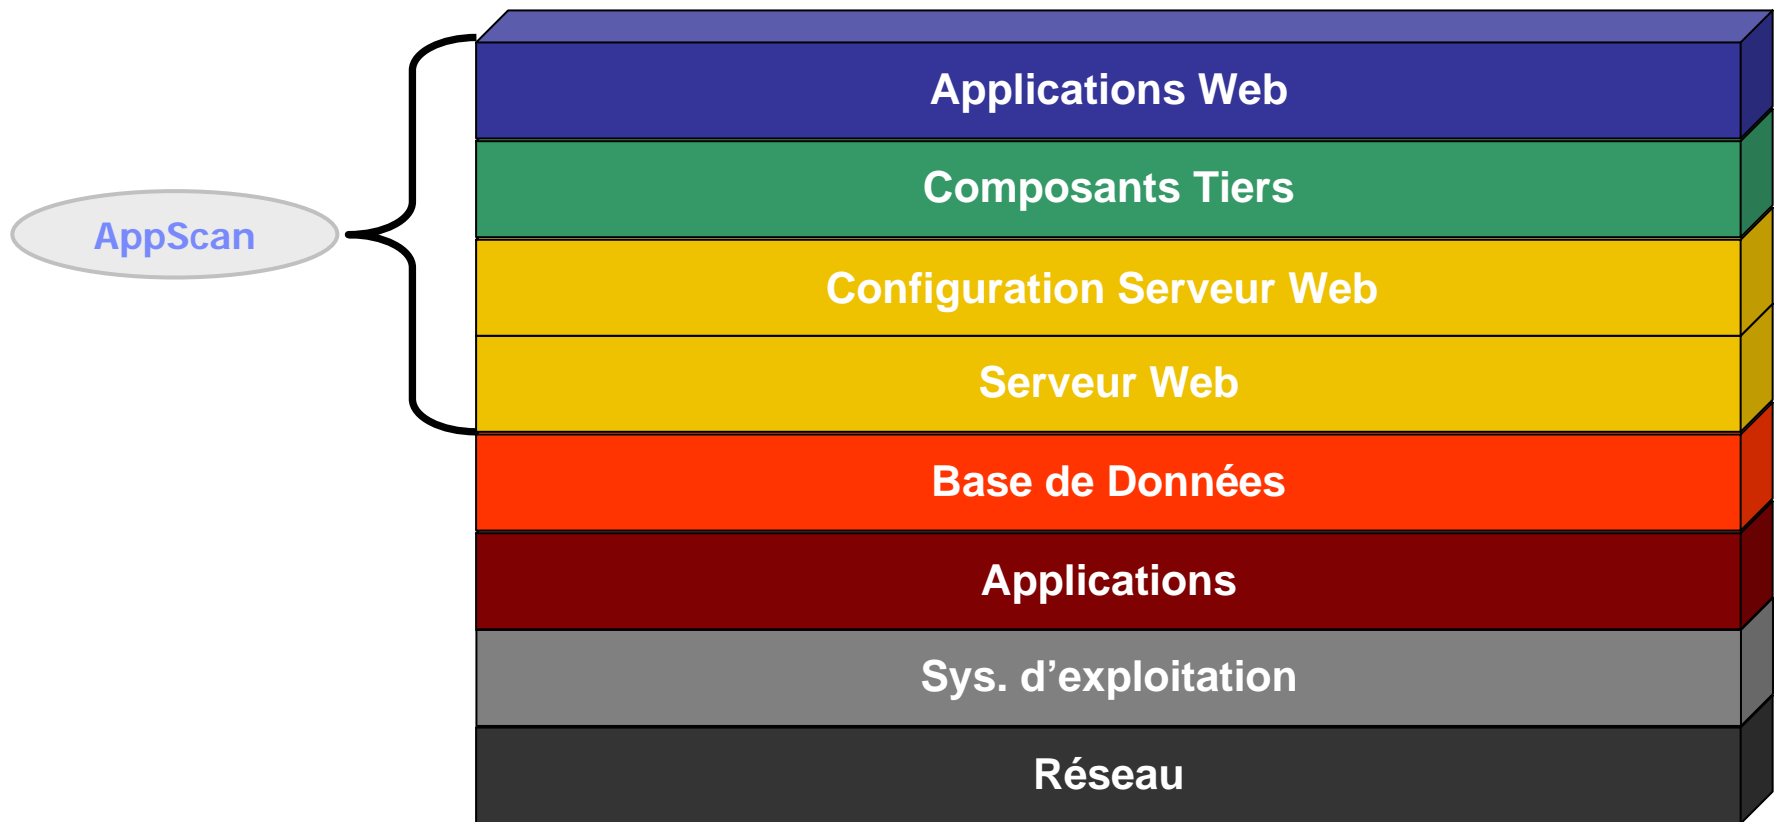 Applications Web
Composants Tiers
AppScan
Configuration Serveur Web
Serveur Web
Base de Données
Applications
Sys. d’exploitation
Réseau